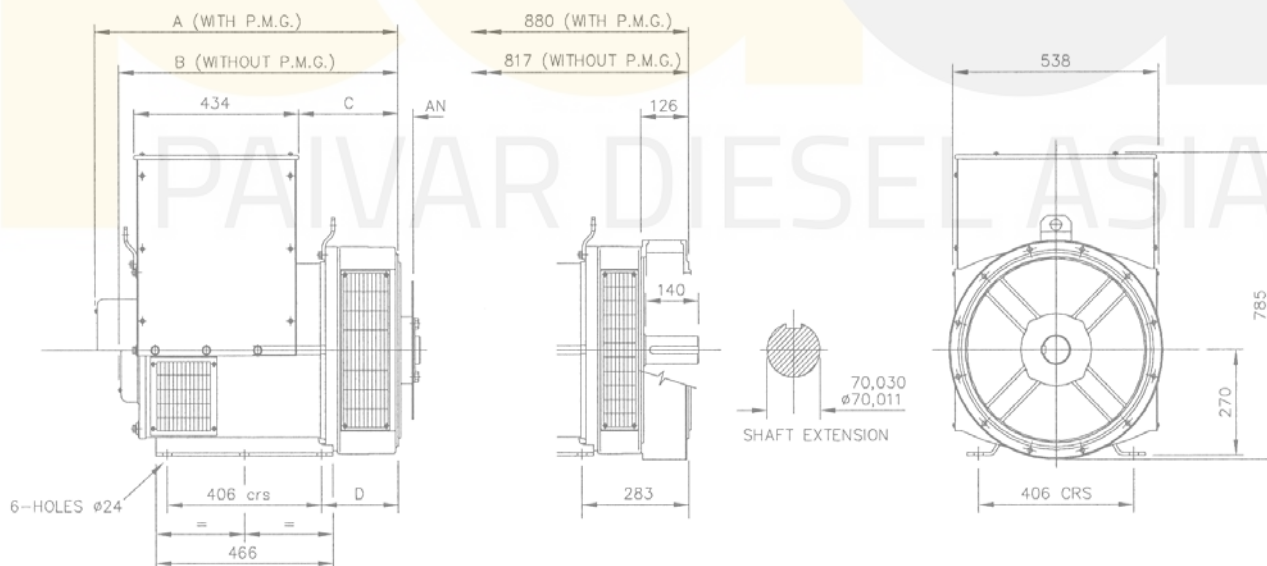 A (WITH P.M.G.)
880 (WITH P.M.G.)
B (WITHOUT P.M.G.)
817 (WITHOUT P.M.G.)
538
434
C
AN
126
PAIVAR DIESEL ASIA
140
785
70,030
ø70,011
270
SHAFT EXTENSION
6-HOLES ø24
406 crs
D
283
406 CRS
= =
466